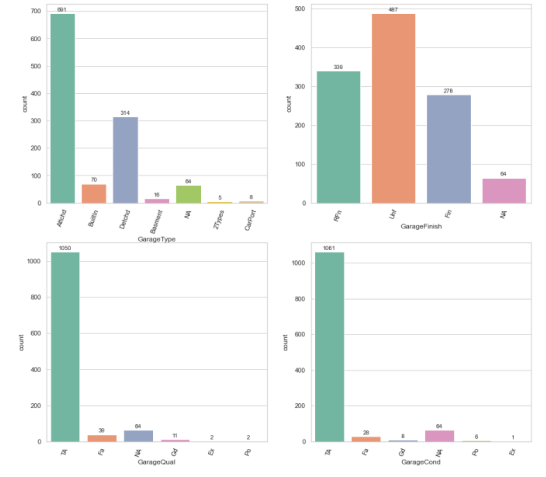 700
600
500
400
300
200
100
0
count
691
70
314
16
64
5
8
Attchd
BuiltIn
Detchd
Basment
NA
2Types
CarPort
GarageType
500
400
300
200
100
0
count
339
487
278
64
RFn
Unf
Fin
NA
GarageFinish
1000
800
600
400
200
0
count
1050
39
64
11
2
2
TA
Fa
NA
Gd
Ex
Po
GarageQual
1000
800
600
400
200
0
count
1061
28
8
64
6
1
TA
Fa
Gd
NA
Po
Ex
GarageCond